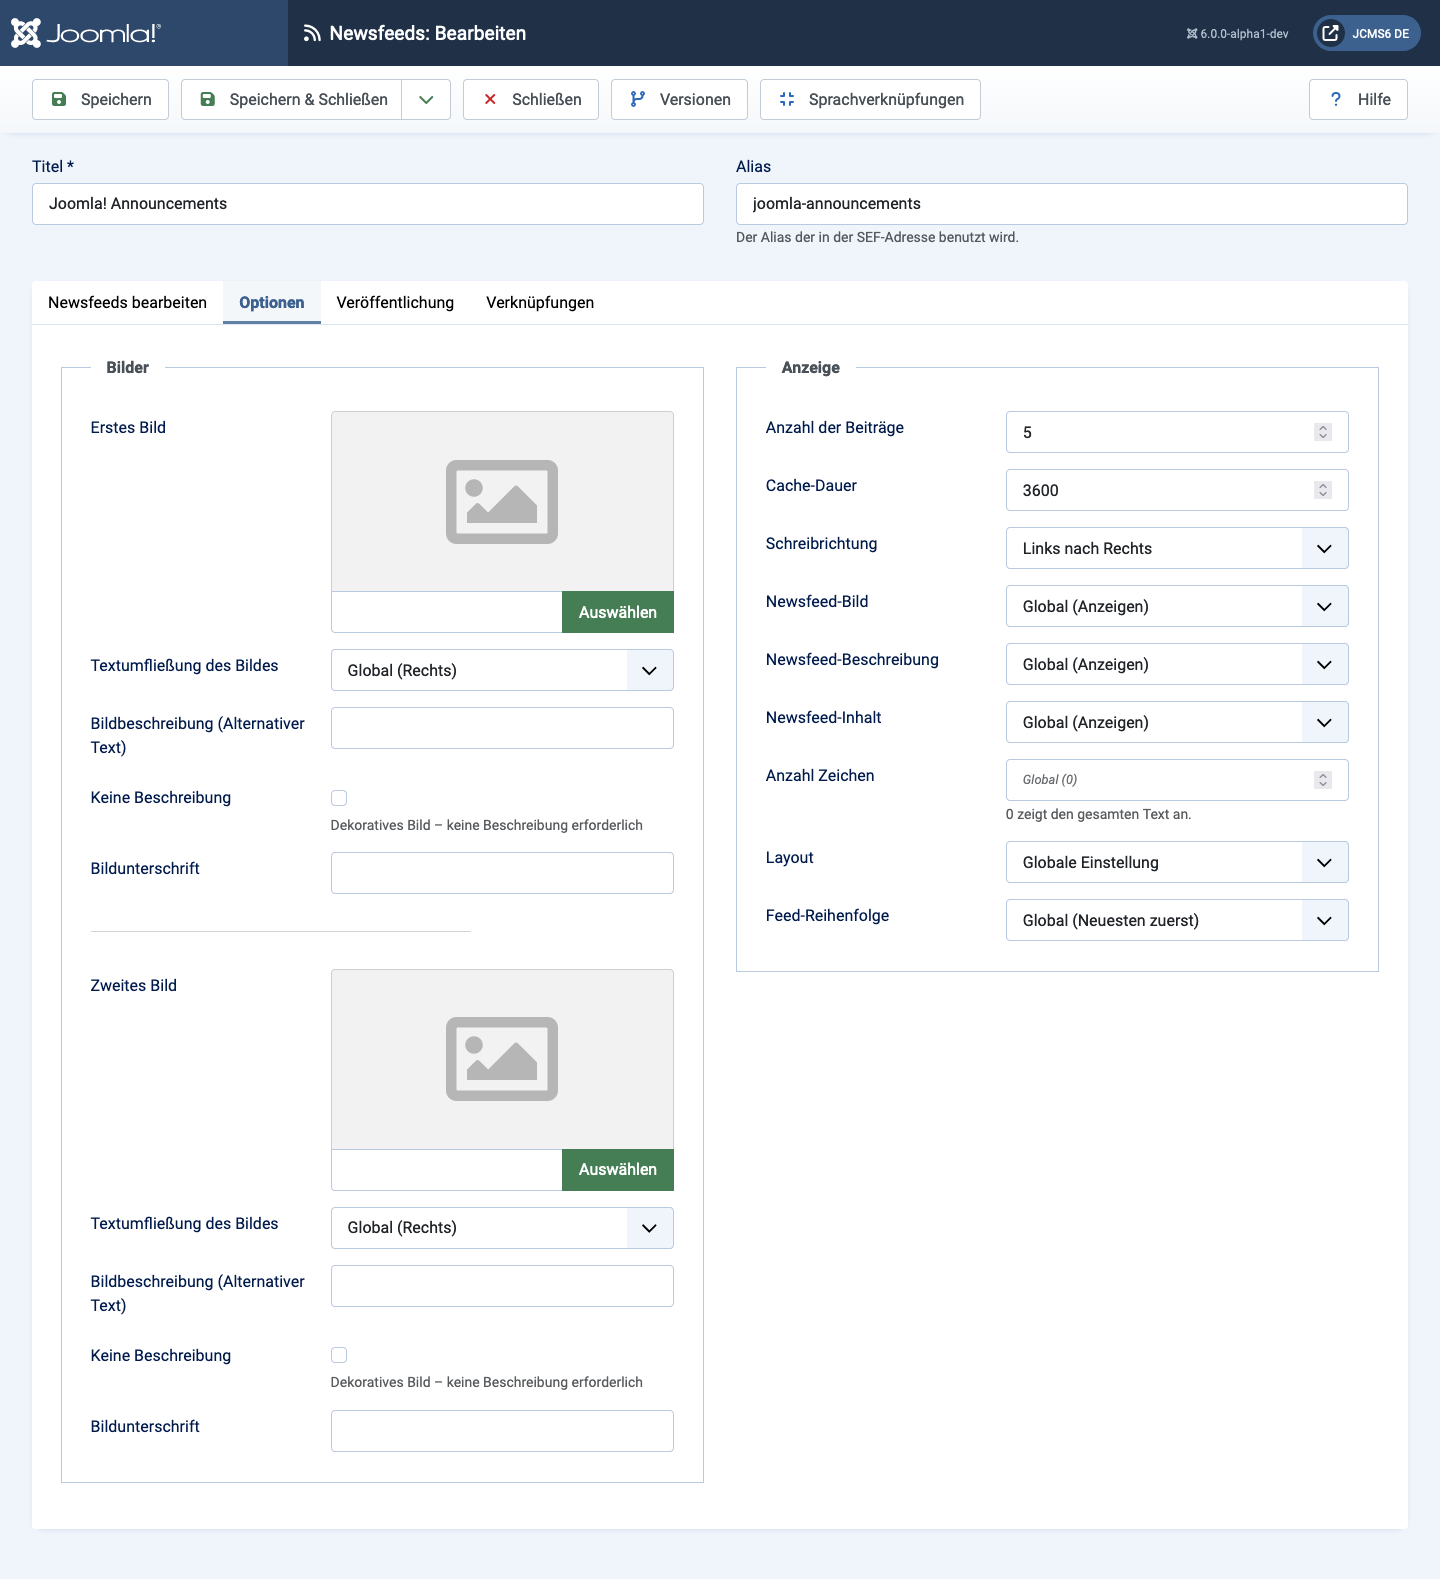 Joomla!®
Newsfeeds: Bearbeiten
6.0.0-alpha1-dev
JCMS6 DE
Speichern
Speichern & Schließen
Schließen
Versionen
Sprachverknüpfungen
? Hilfe
Titel *
Joomla! Announcements
Alias
joomla-announcements
Der Alias der in der SEF-Adresse benutzt wird.
Newsfeeds bearbeiten
Optionen
Veröffentlichung
Verknüpfungen
Bilder
Erstes Bild
Auswählen
Textumfließung des Bildes
Global (Rechts)
Bildbeschreibung (Alternativer
Text)
Keine Beschreibung
Dekoratives Bild – keine Beschreibung erforderlich
Bildunterschrift
Zweites Bild
Auswählen
Textumfließung des Bildes
Global (Rechts)
Bildbeschreibung (Alternativer
Text)
Keine Beschreibung
Dekoratives Bild – keine Beschreibung erforderlich
Bildunterschrift
Anzeige
Anzahl der Beiträge
5
Cache-Dauer
3600
Schreibrichtung
Links nach Rechts
Newsfeed-Bild
Global (Anzeigen)
Newsfeed-Beschreibung
Global (Anzeigen)
Newsfeed-Inhalt
Global (Anzeigen)
Anzahl Zeichen
Global (0)
0 zeigt den gesamten Text an.
Layout
Globale Einstellung
Feed-Reihenfolge
Global (Neuesten zuerst)